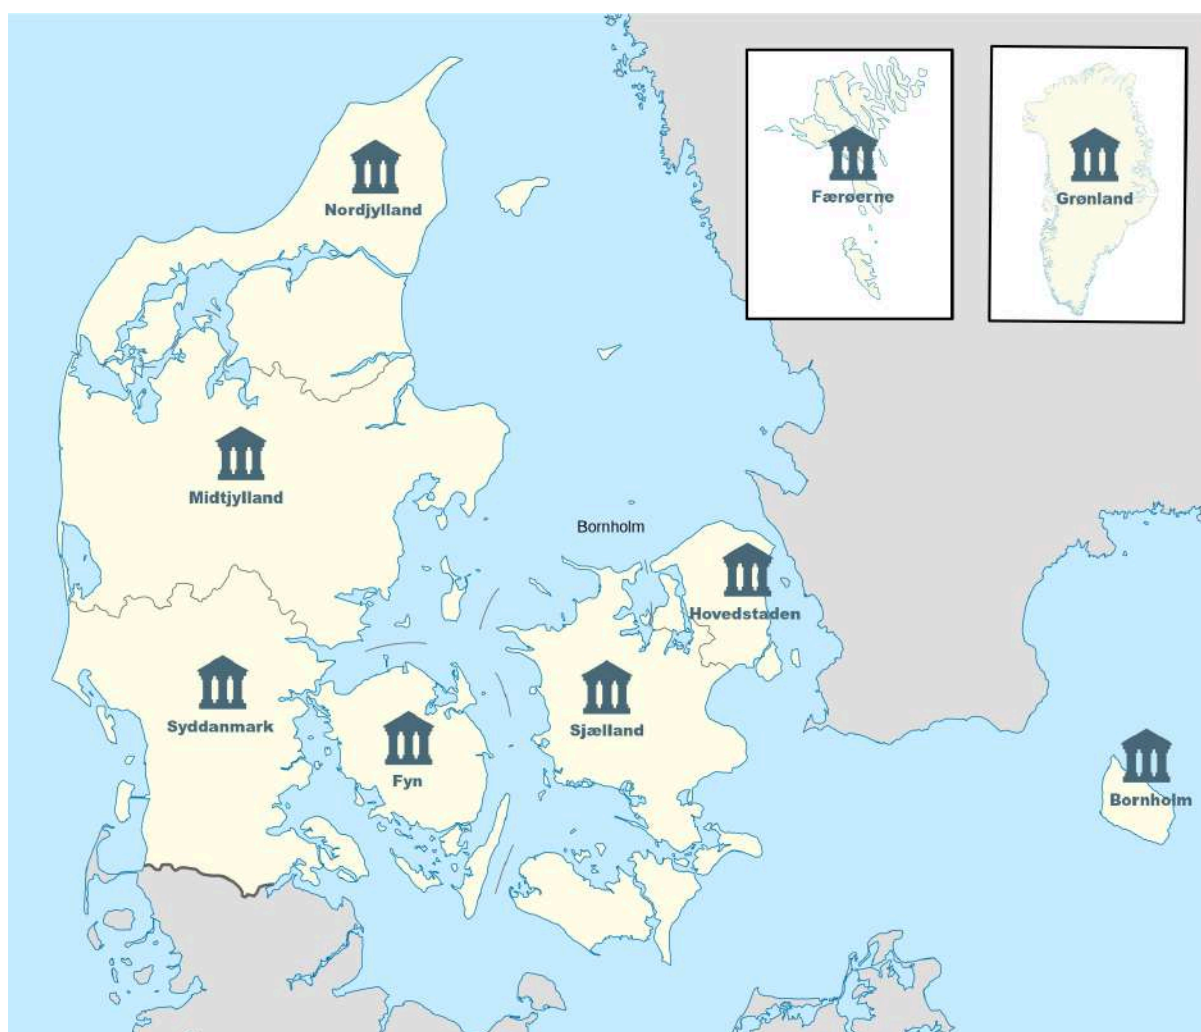 Nordjylland
Færøerne
Grønland
Midtjylland
Bornholm
Hovedstaden
Syddanmark
Sjælland
Fyn
Bornholm